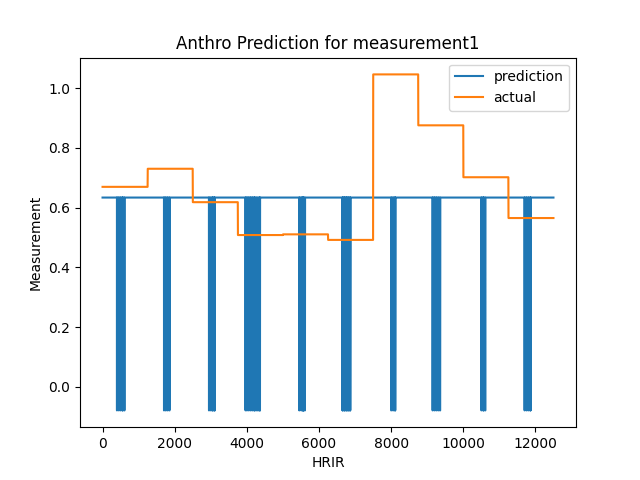 Anthro Prediction for measurement1
prediction
actual
1.0
0.8
0.6
0.4
0.2
0.0
Measurement
0 2000 4000 6000 8000 10000 12000
HRIR